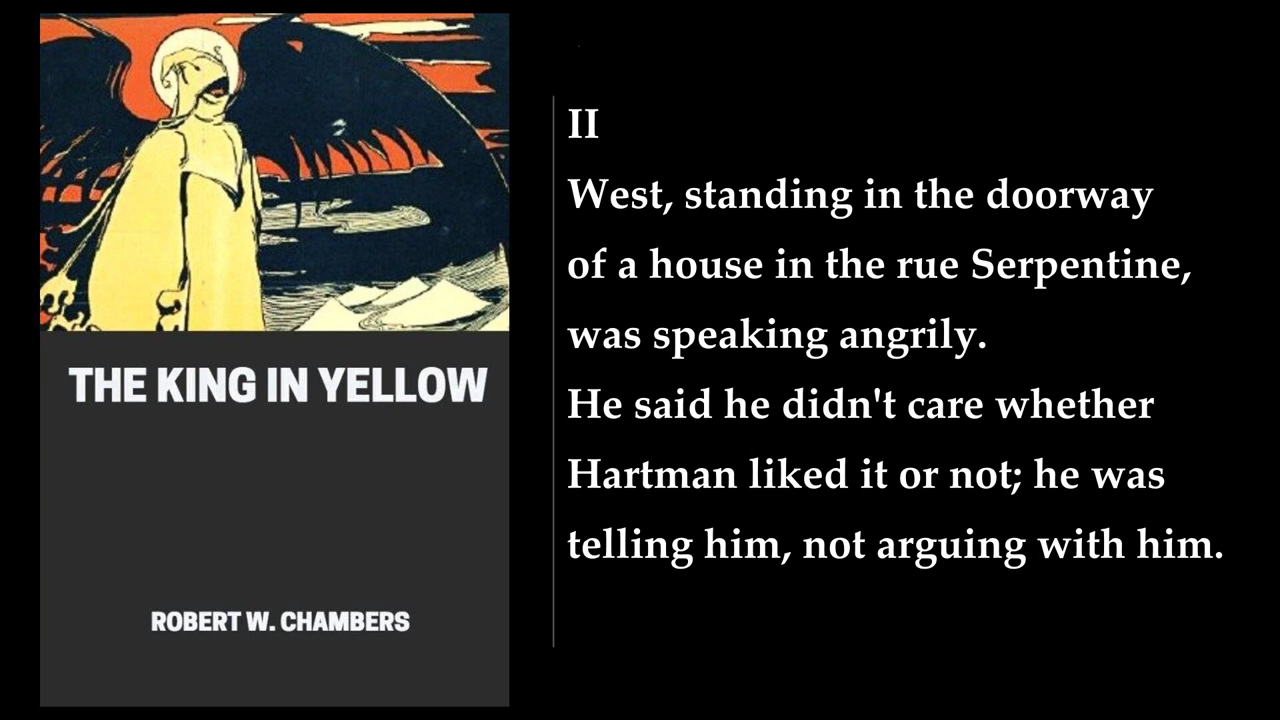 THE KING IN YELLOW
ROBERT W. CHAMBERS
II
West, standing in the doorway
of a house in the rue Serpentine,
was speaking angrily.
He said he didn't care whether
Hartman liked it or not; he was
telling him, not arguing with him.